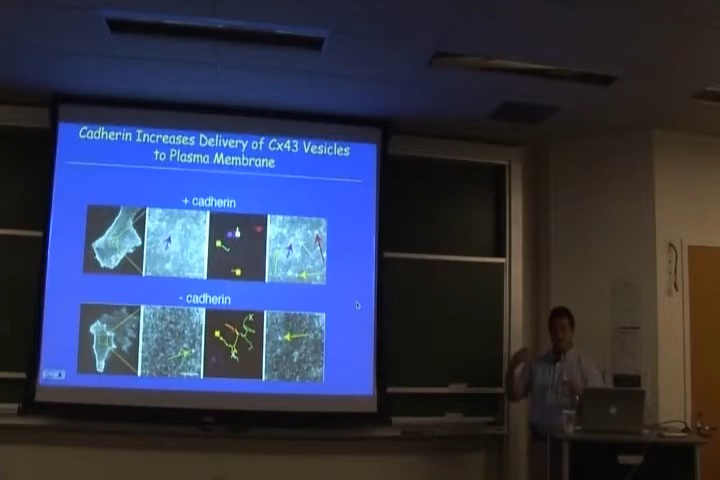 Cadherin Increases Delivery of Cx43 Vesicles
to Plasma Membrane
+ cadherin
- cadherin